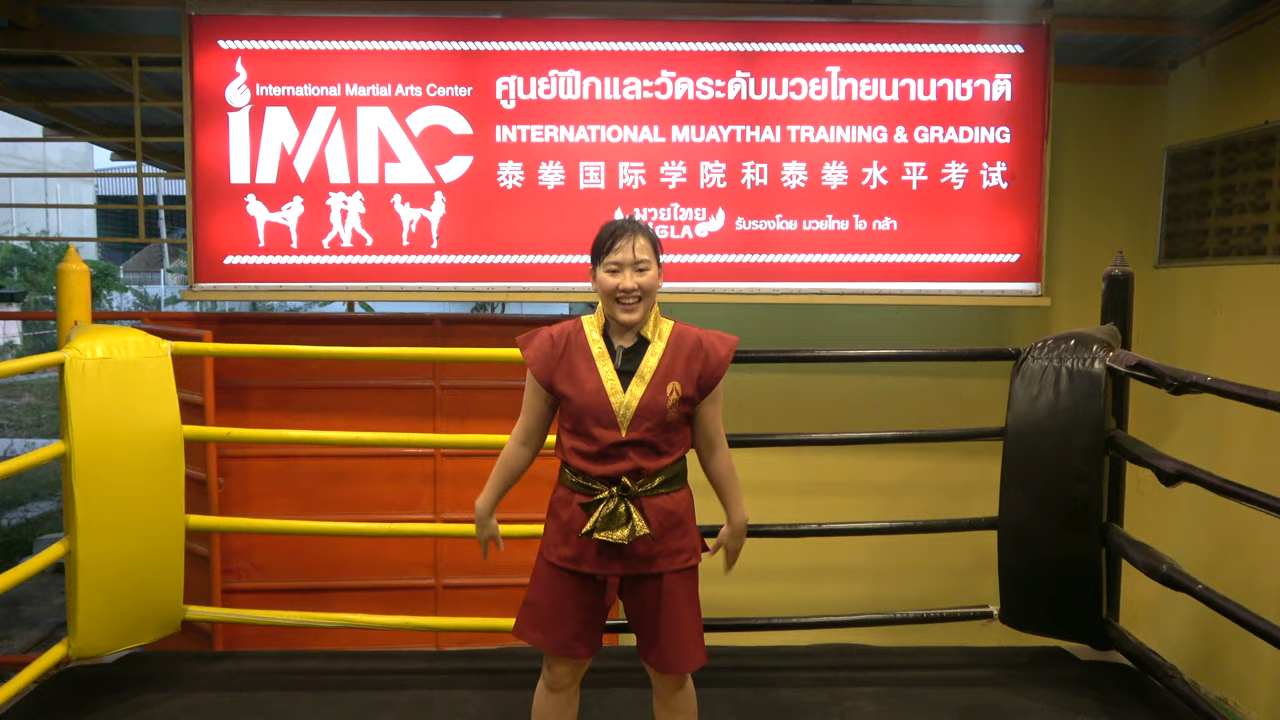 International Martial Arts Center
iMAC
ศูนย์ฝึกและวัดระดับมวยไทยนานาชาติ
INTERNATIONAL MUAYTHAI TRAINING & GRADING
泰拳国际学院和泰拳水平考试
มวยไทย
รับรองโดย มวยไทย ไอ กล้า